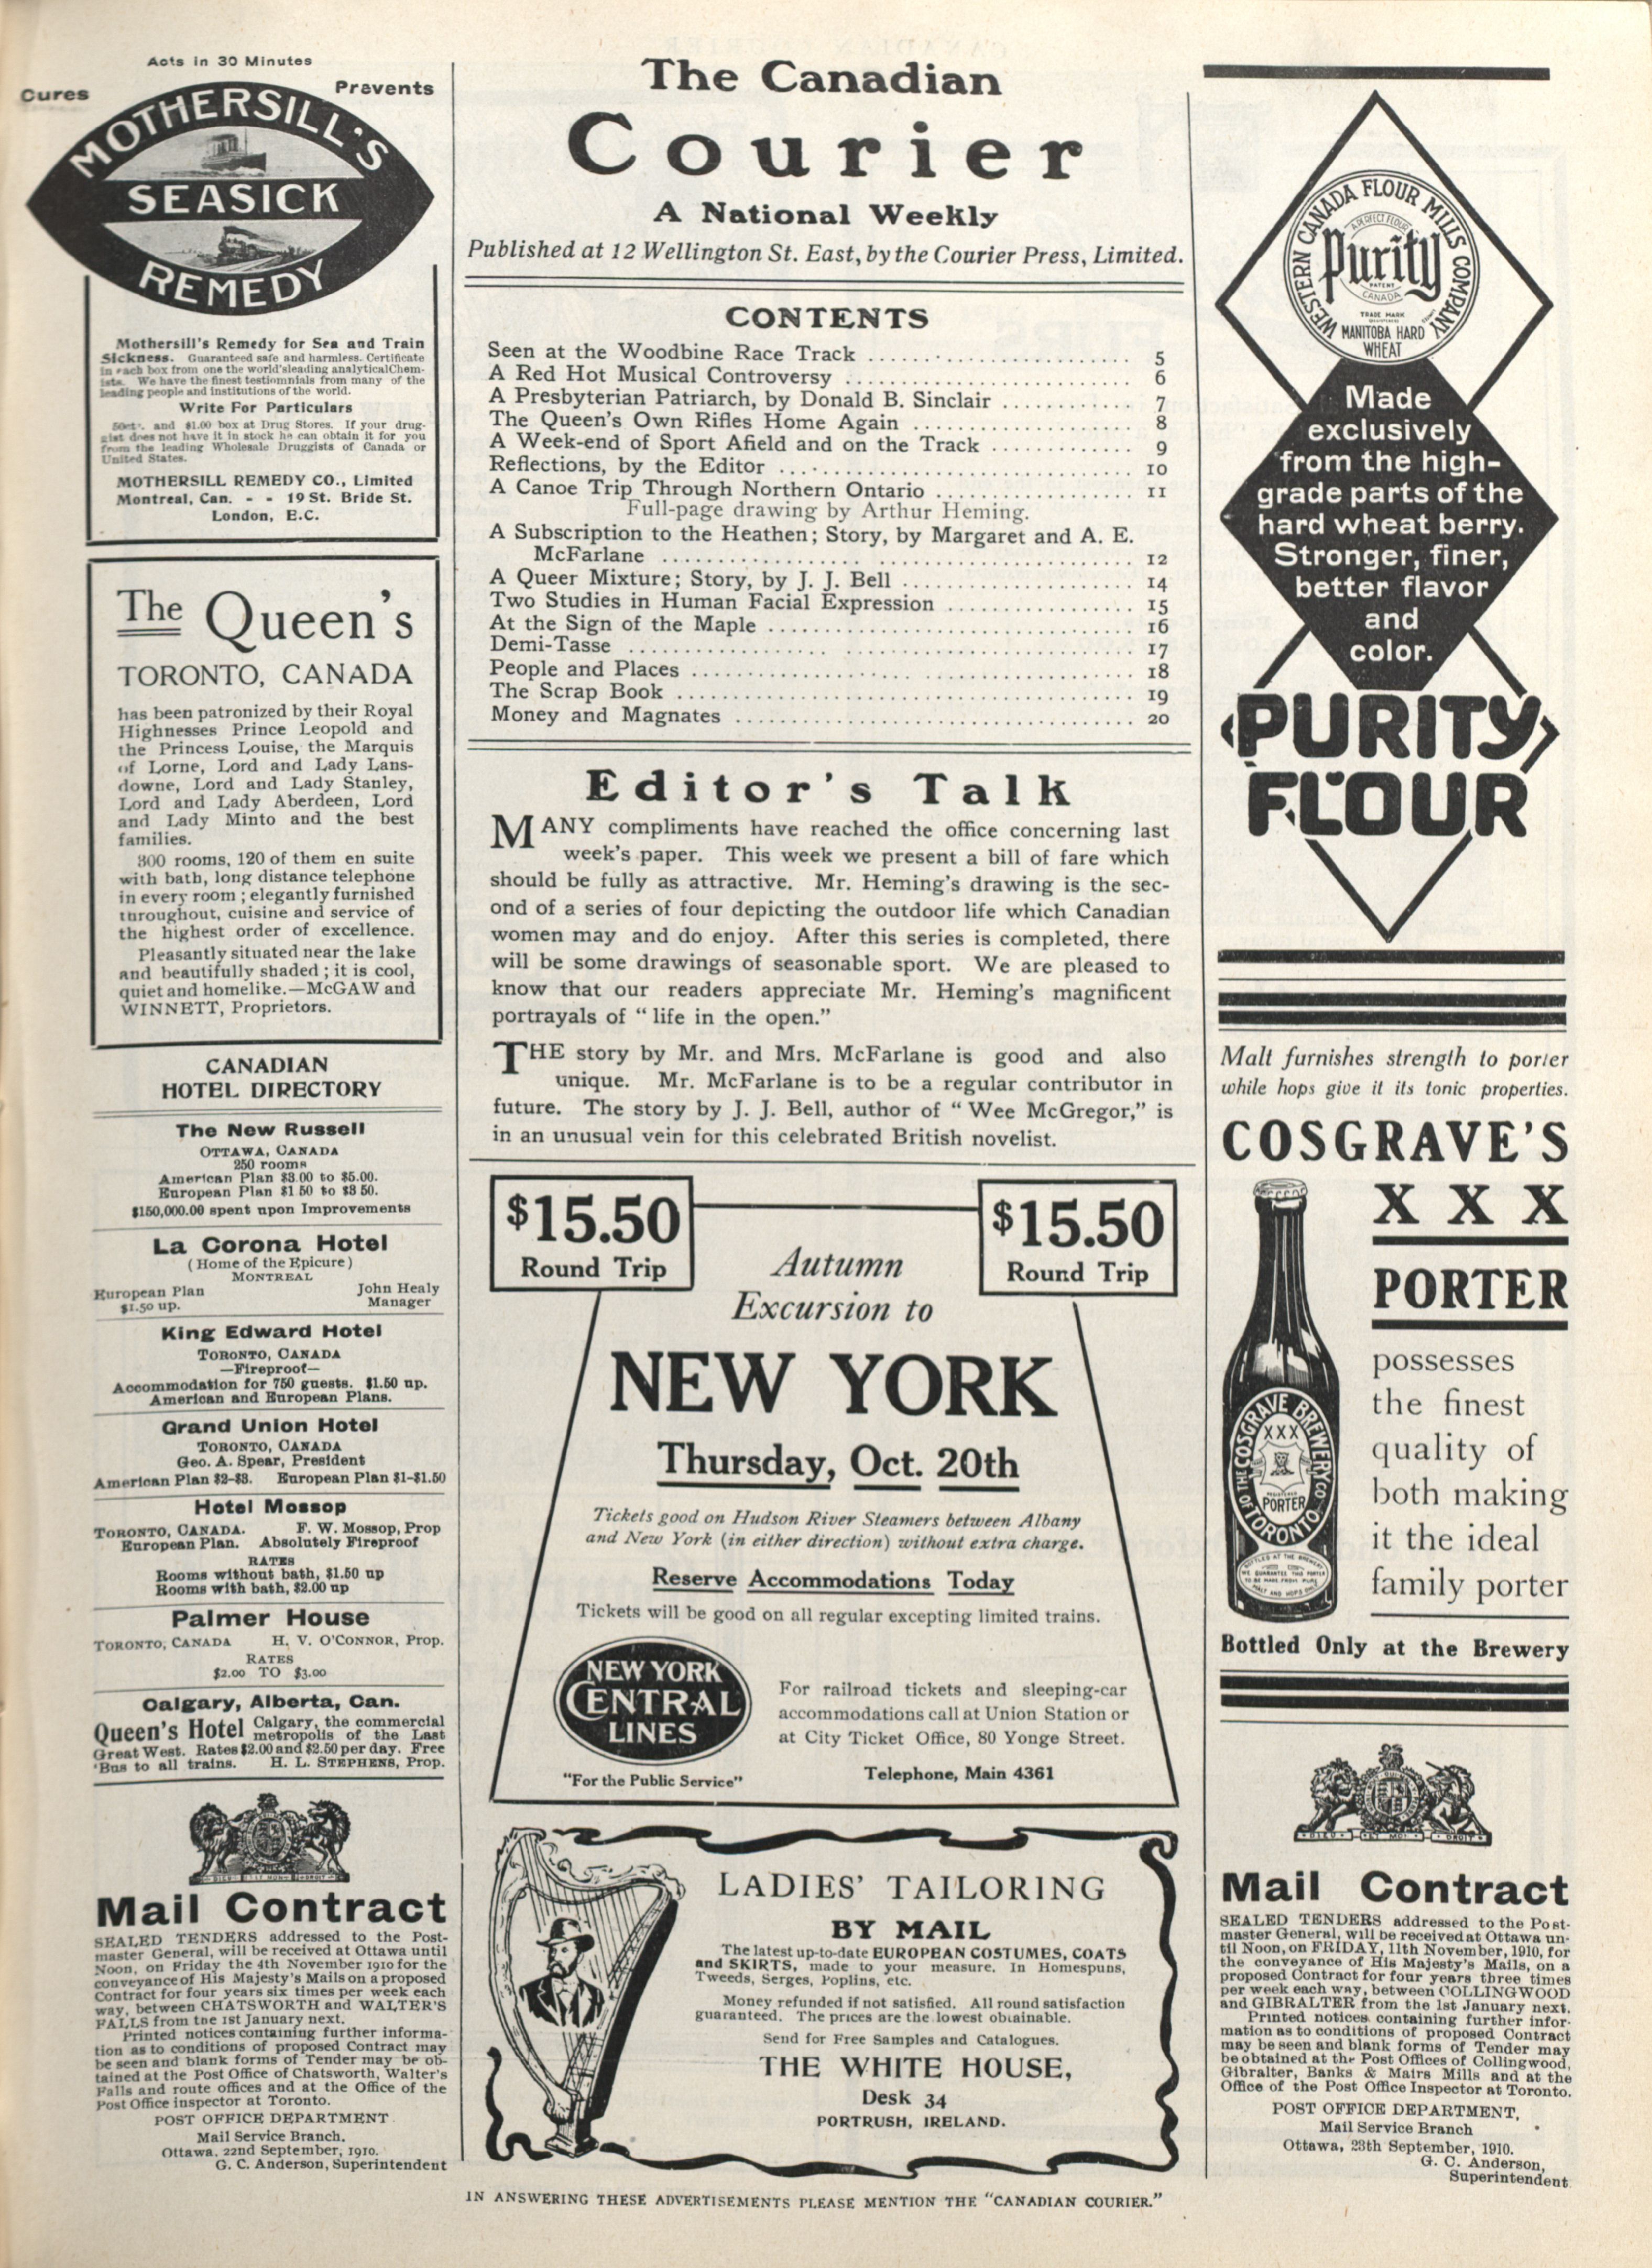 Acts in 30 Minutes
Cures
Prevents
MOTHERSILL'S
SEASICK
REMEDY
Mothersill's Remedy for Sea and Train
Sickness. Guaranteed safe and harmless. Certificate
in each box from one the world'sleading analyticalChem-
ists. We have the finest testiomnials from many of the
leading people and institutions of the world.
Write For Particulars
50cts. and $1.00 box at Drug Stores. If your drug-
gist does not have it in stock he can obtain it for you
from the leading Wholesale Druggists of Canada or
United States.
MOTHERSILL REMEDY CO., Limited
Montreal, Can. - - 19 St. Bride St.
London, E.C.
The Queen's
TORONTO, CANADA
has been patronized by their Royal
Highnesses Prince Leopold and
the Princess Louise, the Marquis
of Lorne, Lord and Lady Lans-
downe, Lord and Lady Stanley,
Lord and Lady Aberdeen, Lord
and Lady Minto and the best
families.
300 rooms, 120 of them en suite
with bath, long distance telephone
in every room ; elegantly furnished
throughout, cuisine and service of
the highest order of excellence.
Pleasantly situated near the lake
and beautifully shaded ; it is cool,
quiet and homelike.—McGAW and
WINNETT, Proprietors.
CANADIAN
HOTEL DIRECTORY
The New Russell
OTTAWA, CANADA
250 rooms
American Plan $3.00 to $5.00.
European Plan $1 50 to $3 50.
$150,000.00 spent upon Improvements
La Corona Hotel
(Home of the Epicure)
MONTREAL
European Plan John Healy
$1.50 up. Manager
King Edward Hotel
TORONTO, CANADA
—Fireproof—
Accommodation for 750 guests. $1.50 up.
American and European Plans.
Grand Union Hotel
TORONTO, CANADA
Geo. A. Spear, President
American Plan $2-$3. European Plan $1-$1.50
Hotel Mossop
TORONTO, CANADA. F. W. Mossop, Prop
European Plan. Absolutely Fireproof
RATES
Rooms without bath, $1.50 up
Rooms with bath, $2.00 up
Palmer House
TORONTO, CANADA H. V. O'CONNOR, Prop.
RATES
$2.00 TO $3.00
Calgary, Alberta, Can.
Queen's Hotel Calgary, the commercial
metropolis of the Last
Great West. Rates $2.00 and $2.50 per day. Free
'Bus to all trains. H. L. STEPHENS, Prop.
Mail Contract
SEALED TENDERS addressed to the Post-
master General, will be received at Ottawa until
Noon, on Friday the 4th November 1910 for the
conveyance of His Majesty's Mails on a proposed
Contract for four years six times per week each
way, between CHATSWORTH and WALTER'S
FALLS from the 1st January next.
Printed notices containing further informa-
tion as to conditions of proposed Contract may
be seen and blank forms of Tender may be ob-
tained at the Post Office of Chatsworth, Walter's
Falls and route offices and at the Office of the
Post Office inspector at Toronto.
POST OFFICE DEPARTMENT
Mail Service Branch.
Ottawa, 22nd September, 1910.
G. C. Anderson, Superintendent
The Canadian
Courier
A National Weekly
Published at 12 Wellington St. East, by the Courier Press, Limited.
CONTENTS
Seen at the Woodbine Race Track 5
A Red Hot Musical Controversy 6
A Presbyterian Patriarch, by Donald B. Sinclair 7
The Queen's Own Rifles Home Again 8
A Week-end of Sport Afield and on the Track 9
Reflections, by the Editor 10
A Canoe Trip Through Northern Ontario 11
Full-page drawing by Arthur Heming.
A Subscription to the Heathen; Story, by Margaret and A. E.
McFarlane 12
A Queer Mixture; Story, by J. J. Bell 14
Two Studies in Human Facial Expression 15
At the Sign of the Maple 16
Demi-Tasse 17
People and Places 18
The Scrap Book 19
Money and Magnates 20
Editor's Talk
MANY compliments have reached the office concerning last
week's paper. This week we present a bill of fare which
should be fully as attractive. Mr. Heming's drawing is the sec-
ond of a series of four depicting the outdoor life which Canadian
women may and do enjoy. After this series is completed, there
will be some drawings of seasonable sport. We are pleased to
know that our readers appreciate Mr. Heming's magnificent
portrayals of "life in the open."
THE story by Mr. and Mrs. McFarlane is good and also
unique. Mr. McFarlane is to be a regular contributor in
future. The story by J. J. Bell, author of "Wee McGregor," is
in an unusual vein for this celebrated British novelist.
$15.50
Round Trip
$15.50
Round Trip
Autumn
Excursion to
NEW YORK
Thursday, Oct. 20th
Tickets good on Hudson River Steamers between Albany
and New York (in either direction) without extra charge.
Reserve Accommodations Today
Tickets will be good on all regular excepting limited trains.
NEW YORK
CENTRAL
LINES
"For the Public Service"
For railroad tickets and sleeping-car
accommodations call at Union Station or
at City Ticket Office, 80 Yonge Street.
Telephone, Main 4361
LADIES' TAILORING
BY MAIL
The latest up-to-date EUROPEAN COSTUMES, COATS
and SKIRTS, made to your measure. In Homespuns,
Tweeds, Serges, Poplins, etc.
Money refunded if not satisfied. All round satisfaction
guaranteed. The prices are the lowest obtainable.
Send for Free Samples and Catalogues.
THE WHITE HOUSE,
Desk 34
PORTRUSH, IRELAND.
IN ANSWERING THESE ADVERTISEMENTS PLEASE MENTION THE "CANADIAN COURIER."
WESTERN CANADA FLOUR MILLS COMPANY
A PERFECT FLOUR
Purity
PATENT
CANADA
TRADE MARK
MANITOBA HARD
WHEAT
Made
exclusively
from the high-
grade parts of the
hard wheat berry.
Stronger, finer,
better flavor
and
color.
PURITY
FLOUR
Malt furnishes strength to porter
while hops give it its tonic properties.
COSGRAVE'S
X X X
PORTER
possesses
the finest
quality of
both making
it the ideal
family porter
THE COSGRAVE BREWERY CO.
OF TORONTO
XXX
PORTER
BOTTLED AT THE BREWERY
WE GUARANTEE THIS PORTER
TO BE MADE FROM PURE
MALT AND HOPS ONLY
Bottled Only at the Brewery
DIEU ET MON DROIT
Mail Contract
SEALED TENDERS addressed to the Post-
master General, will be received at Ottawa un-
til Noon, on FRIDAY, 11th November, 1910, for
the conveyance of His Majesty's Mails, on a
proposed Contract for four years three times
per week each way, between COLLINGWOOD
and GIBRALTER from the 1st January next.
Printed notices containing further infor-
mation as to conditions of proposed Contract
may be seen and blank forms of Tender may
be obtained at the Post Offices of Collingwood,
Gibralter, Banks & Mairs Mills and at the
Office of the Post Office Inspector at Toronto.
POST OFFICE DEPARTMENT,
Mail Service Branch
Ottawa, 23th September, 1910.
G. C. Anderson,
Superintendent